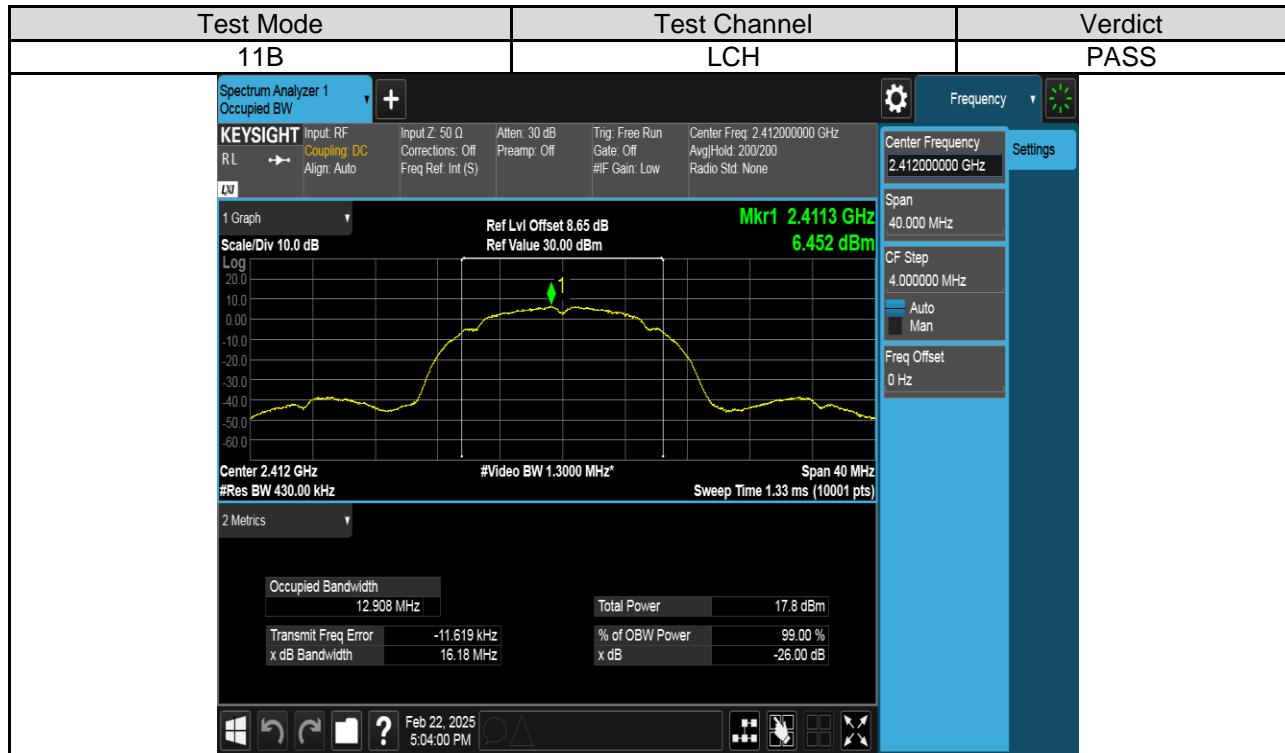 Test Mode Test Channel Verdict
11B LCH PASS
Spectrum Analyzer 1
Occupied BW
+
Frequency
KEYSIGHT Input: RF Input Z: 50 Ω Atten: 30 dB Trig: Free Run Center Freq: 2.412000000 GHz
RL Coupling: DC Corrections: Off Preamp: Off Gate: Off Avg|Hold: 200/200
Align: Auto Freq Ref: Int (S) #IF Gain: Low Radio Std: None
LXI
Center Frequency
2.412000000 GHz
Settings
Span
40.000 MHz
CF Step
4.000000 MHz
Auto
Man
Freq Offset
0 Hz
1 Graph Ref Lvl Offset 8.65 dB Mkr1 2.4113 GHz
Scale/Div 10.0 dB Ref Value 30.00 dBm 6.452 dBm
Log
20.0
10.0
0.00
-10.0
-20.0
-30.0
-40.0
-50.0
-60.0
1
Center 2.412 GHz #Video BW 1.3000 MHz* Span 40 MHz
#Res BW 430.00 kHz Sweep Time 1.33 ms (10001 pts)
2 Metrics
Occupied Bandwidth
12.908 MHz Total Power 17.8 dBm
Transmit Freq Error -11.619 kHz % of OBW Power 99.00 %
x dB Bandwidth 16.18 MHz x dB -26.00 dB
? Feb 22, 2025
5:04:00 PM